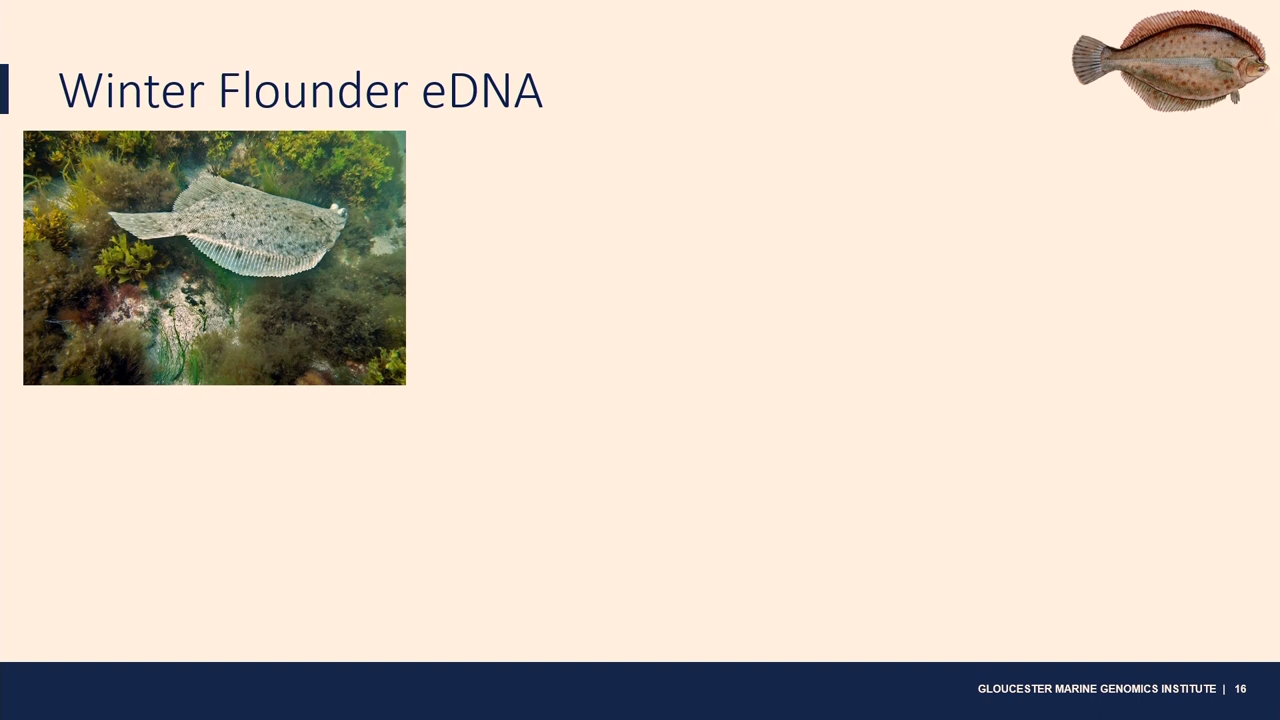 Winter Flounder eDNA
GLOUCESTER MARINE GENOMICS INSTITUTE | 16